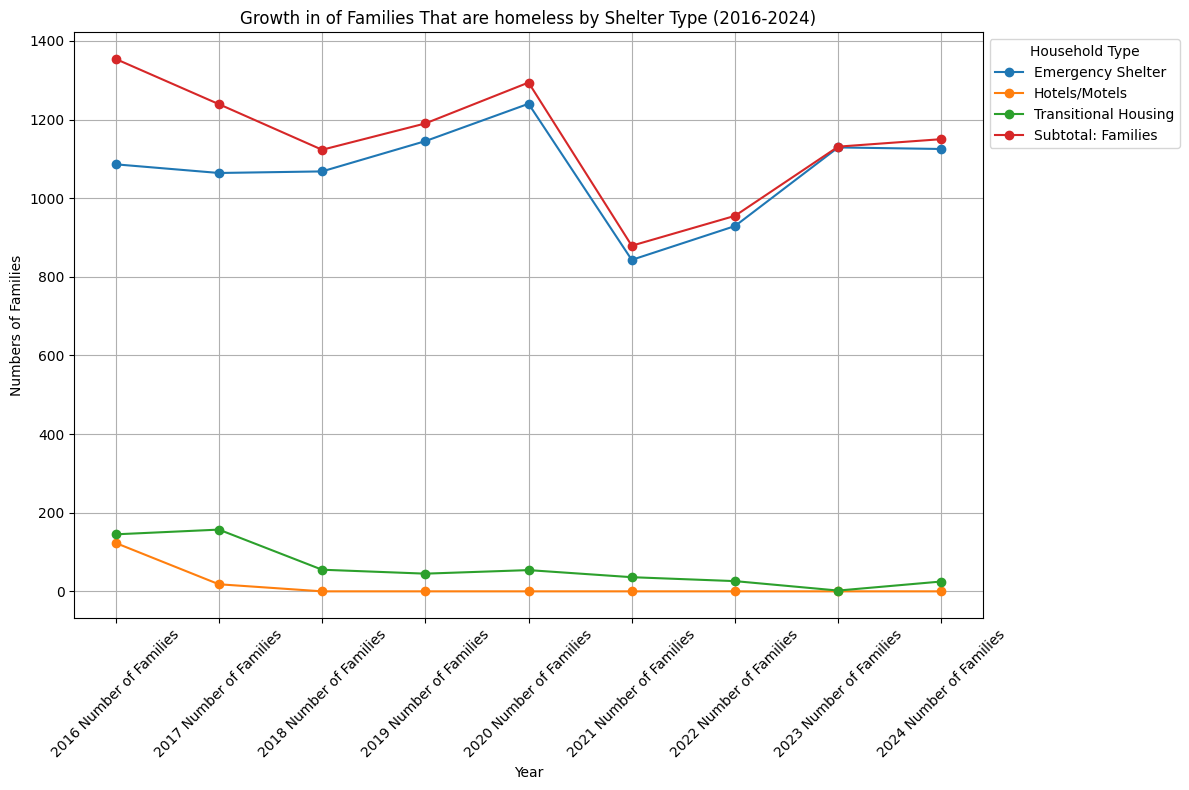 Growth in of Families That are homeless by Shelter Type (2016-2024)
Household Type
Emergency Shelter
Hotels/Motels
Transitional Housing
Subtotal: Families
Numbers of Families
1400
1200
1000
800
600
400
200
0
2016 Number of Families
2017 Number of Families
2018 Number of Families
2019 Number of Families
2020 Number of Families
2021 Number of Families
2022 Number of Families
2023 Number of Families
2024 Number of Families
Year